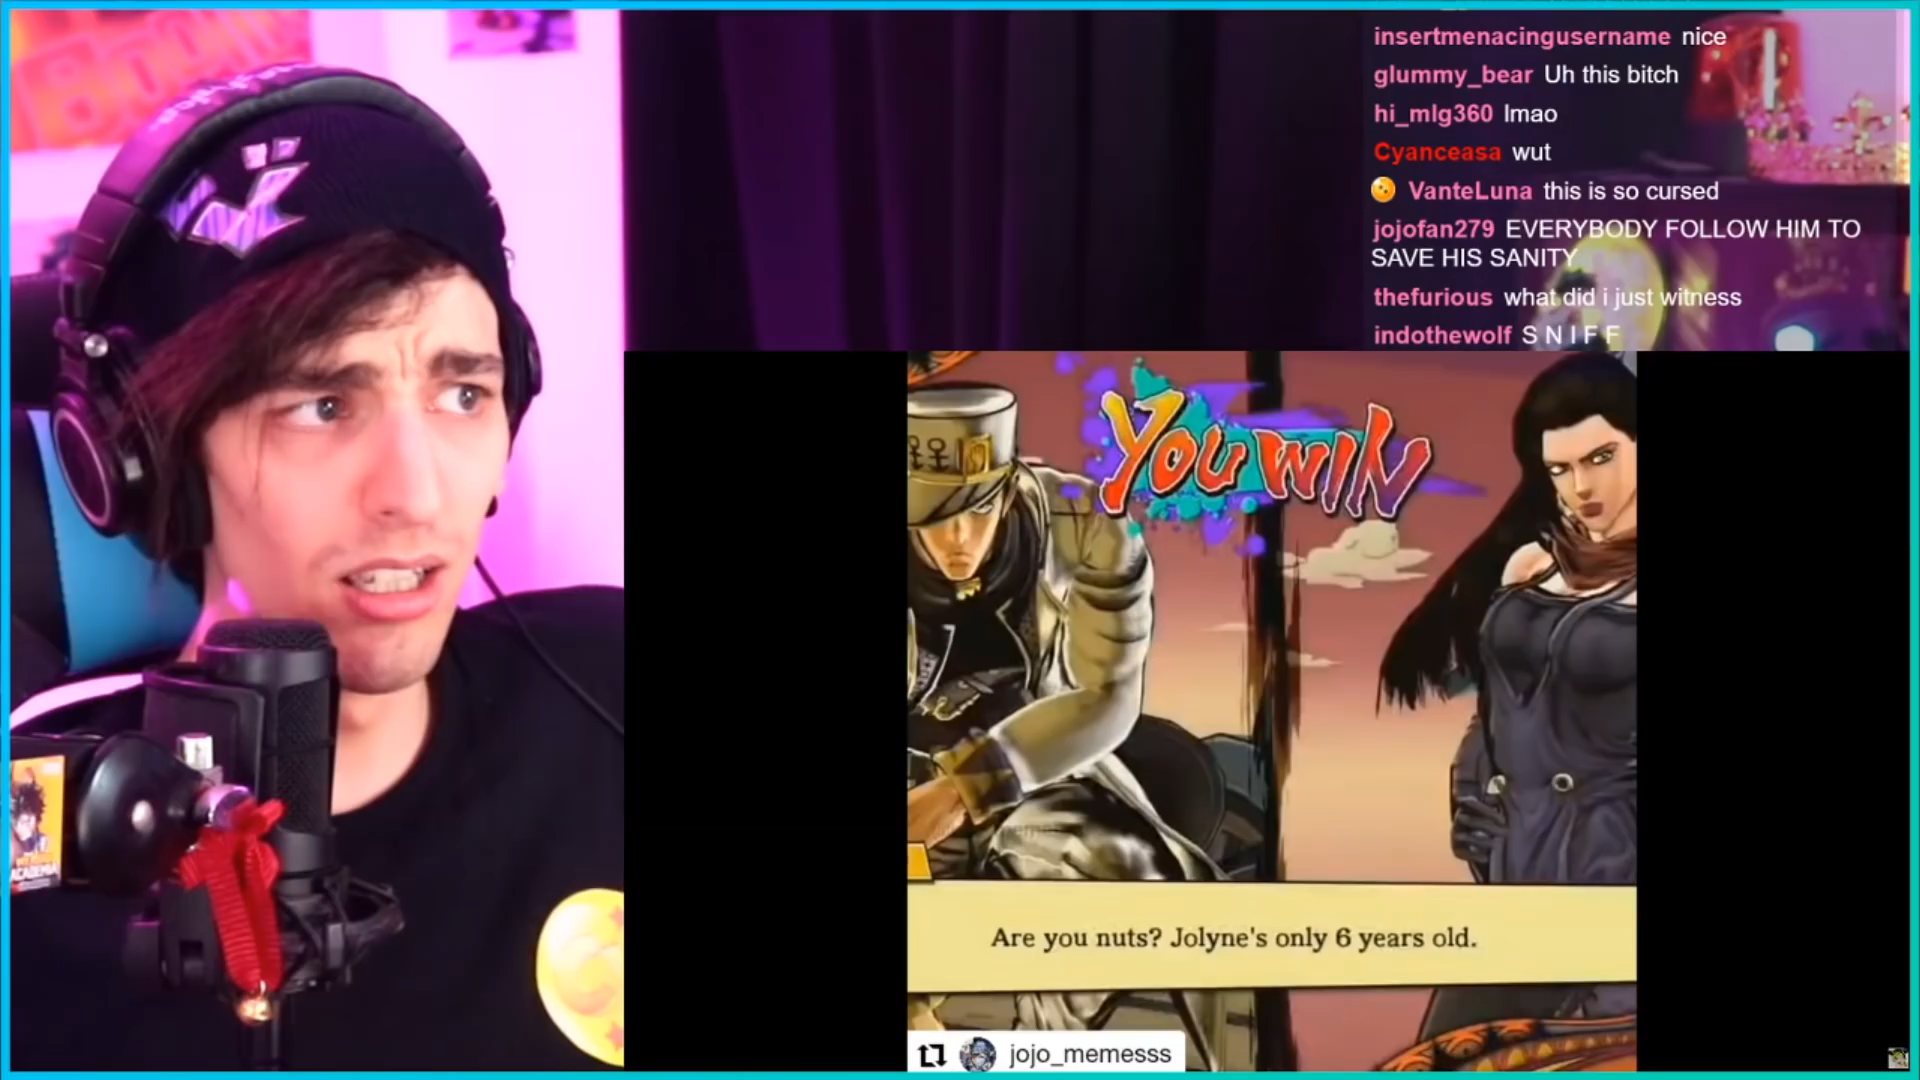 insertmenacingusername nice
glummy_bear Uh this bitch
hi_mlg360 lmao
Cyanceasa wut
VanteLuna this is so cursed
jojofan279 EVERYBODY FOLLOW HIM TO
SAVE HIS SANITY
thefurious what did i just witness
indothewolf S N I F F
YOU WIN
Are you nuts? Jolyne's only 6 years old.
jojo_memesss
ACADEMIA